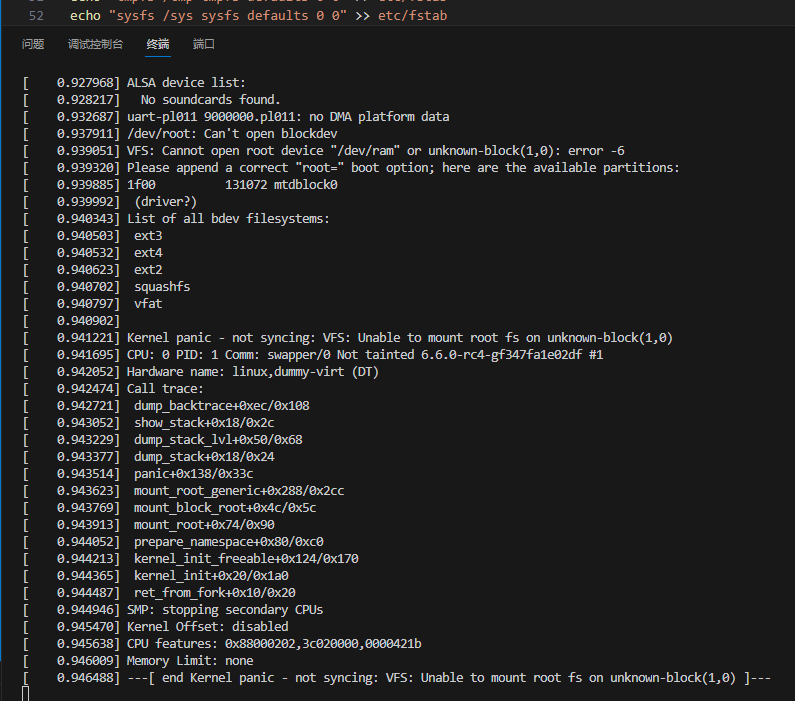 52 echo "sysfs /sys sysfs defaults 0 0" >> etc/fstab
问题 调试控制台 终端 端口
[    0.927968] ALSA device list:
[    0.928217]   No soundcards found.
[    0.932687] uart-pl011 9000000.pl011: no DMA platform data
[    0.937911] /dev/root: Can't open blockdev
[    0.939051] VFS: Cannot open root device "/dev/ram" or unknown-block(1,0): error -6
[    0.939320] Please append a correct "root=" boot option; here are the available partitions:
[    0.939885] 1f00          131072 mtdblock0
[    0.939992]  (driver?)
[    0.940343] List of all bdev filesystems:
[    0.940503]  ext3
[    0.940532]  ext4
[    0.940623]  ext2
[    0.940702]  squashfs
[    0.940797]  vfat
[    0.940902]
[    0.941221] Kernel panic - not syncing: VFS: Unable to mount root fs on unknown-block(1,0)
[    0.941695] CPU: 0 PID: 1 Comm: swapper/0 Not tainted 6.6.0-rc4-gf347fa1e02df #1
[    0.942052] Hardware name: linux,dummy-virt (DT)
[    0.942474] Call trace:
[    0.942721]  dump_backtrace+0xec/0x108
[    0.943052]  show_stack+0x18/0x2c
[    0.943229]  dump_stack_lvl+0x50/0x68
[    0.943377]  dump_stack+0x18/0x24
[    0.943514]  panic+0x138/0x33c
[    0.943623]  mount_root_generic+0x288/0x2cc
[    0.943769]  mount_block_root+0x4c/0x5c
[    0.943913]  mount_root+0x74/0x90
[    0.944052]  prepare_namespace+0x80/0xc0
[    0.944213]  kernel_init_freeable+0x124/0x170
[    0.944365]  kernel_init+0x20/0x1a0
[    0.944487]  ret_from_fork+0x10/0x20
[    0.944946] SMP: stopping secondary CPUs
[    0.945470] Kernel Offset: disabled
[    0.945638] CPU features: 0x88000202,3c020000,0000421b
[    0.946009] Memory Limit: none
[    0.946488] ---[ end Kernel panic - not syncing: VFS: Unable to mount root fs on unknown-block(1,0) ]---